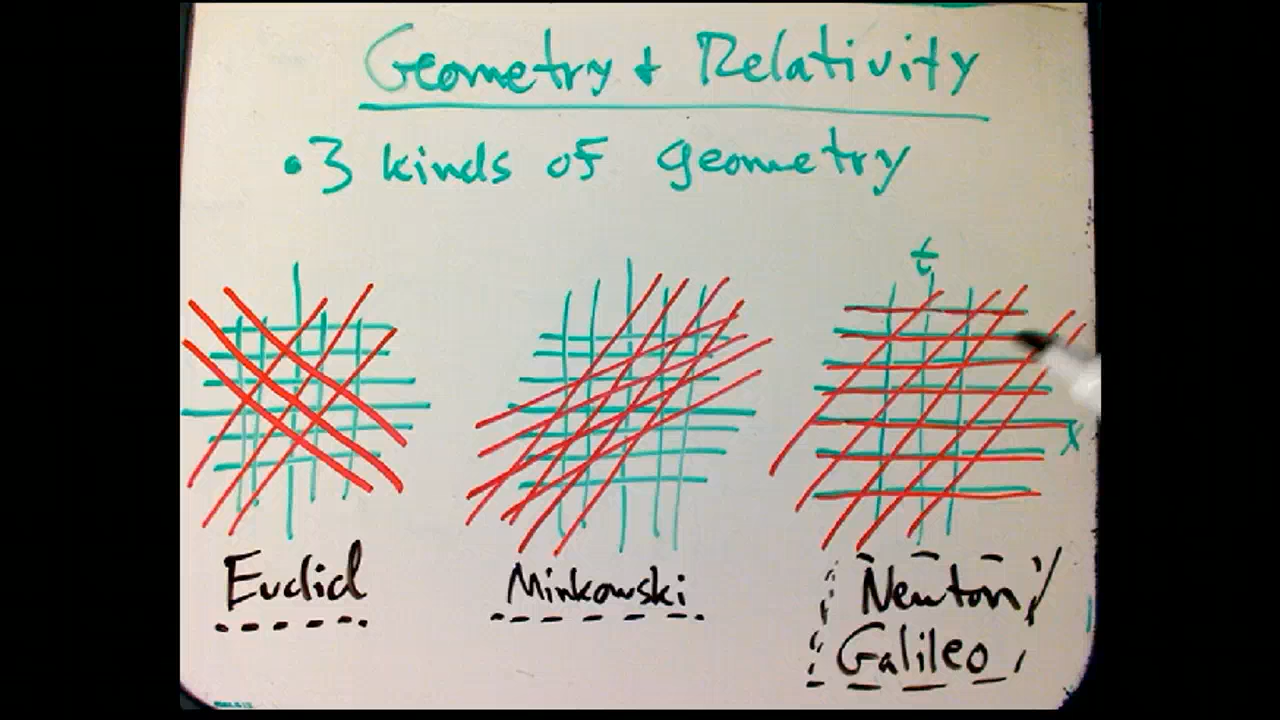 Geometry + Relativity
• 3 kinds of geometry
t
x
Euclid
Minkowski
Newton/
Galileo